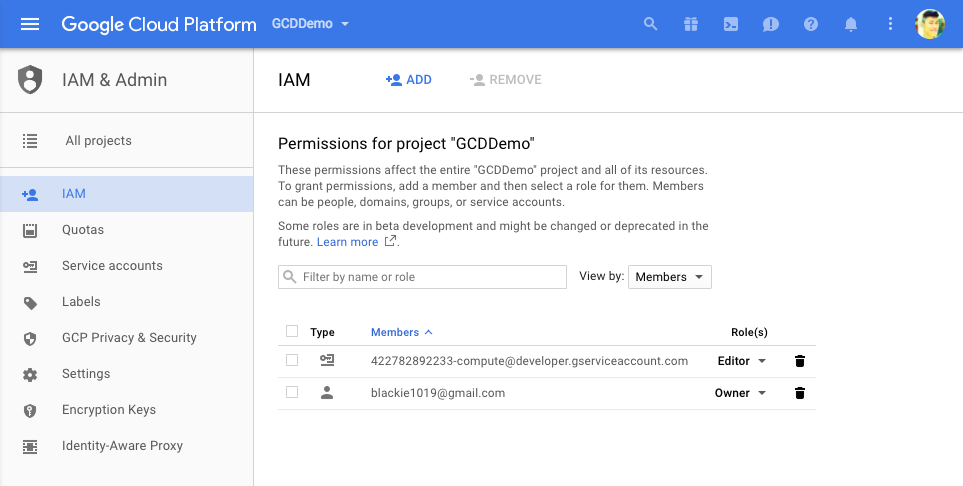 Google Cloud Platform GCDDemo
IAM & Admin
IAM ADD REMOVE
All projects
IAM
Quotas
Service accounts
Labels
GCP Privacy & Security
Settings
Encryption Keys
Identity-Aware Proxy
Permissions for project "GCDDemo"
These permissions affect the entire "GCDDemo" project and all of its resources.
To grant permissions, add a member and then select a role for them. Members
can be people, domains, groups, or service accounts.
Some roles are in beta development and might be changed or deprecated in the
future. Learn more .
Filter by name or role View by: Members
Type Members Role(s)
422782892233-compute@developer.gserviceaccount.com Editor
blackie1019@gmail.com Owner